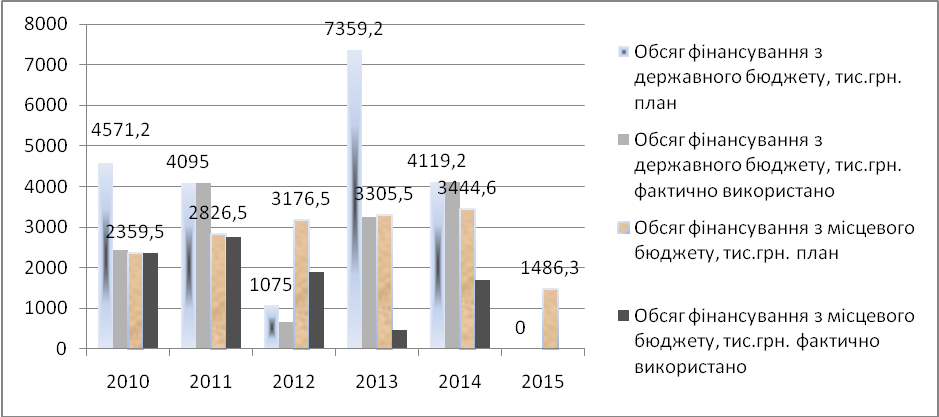 8000
7000
6000
5000
4000
3000
2000
1000
0
4571,2
2359,5
4095
2826,5
1075
3176,5
7359,2
3305,5
4119,2
3444,6
0
1486,3
2010
2011
2012
2013
2014
2015
Обсяг фінансування з
державного бюджету, тис.грн.
план
Обсяг фінансування з
державного бюджету, тис.грн.
фактично використано
Обсяг фінансування з місцевого
бюджету, тис.грн. план
Обсяг фінансування з місцевого
бюджету, тис.грн. фактично
використано